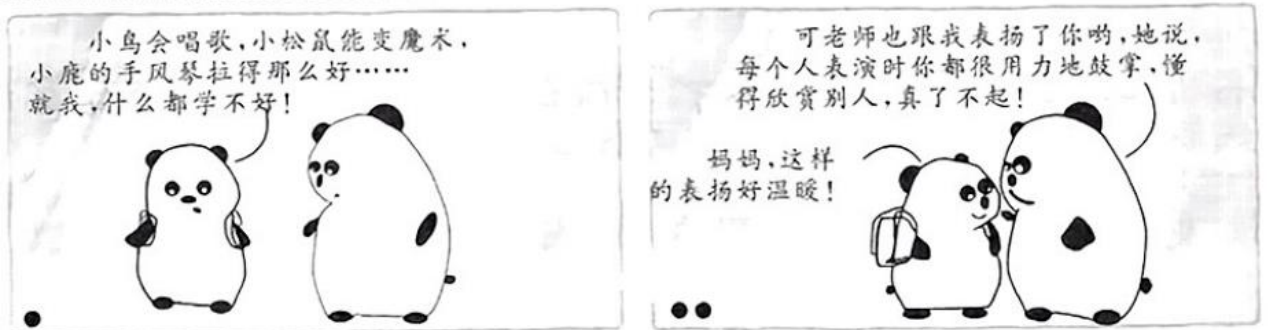 小鸟会唱歌,小松鼠能变魔术,
小鹿的手风琴拉得那么好……
就我,什么都学不好!
可老师也跟我表扬了你哟,她说,
每个人表演时你都很用力地鼓掌,懂
得欣赏别人,真了不起!
妈妈,这样
的表扬好温暖!